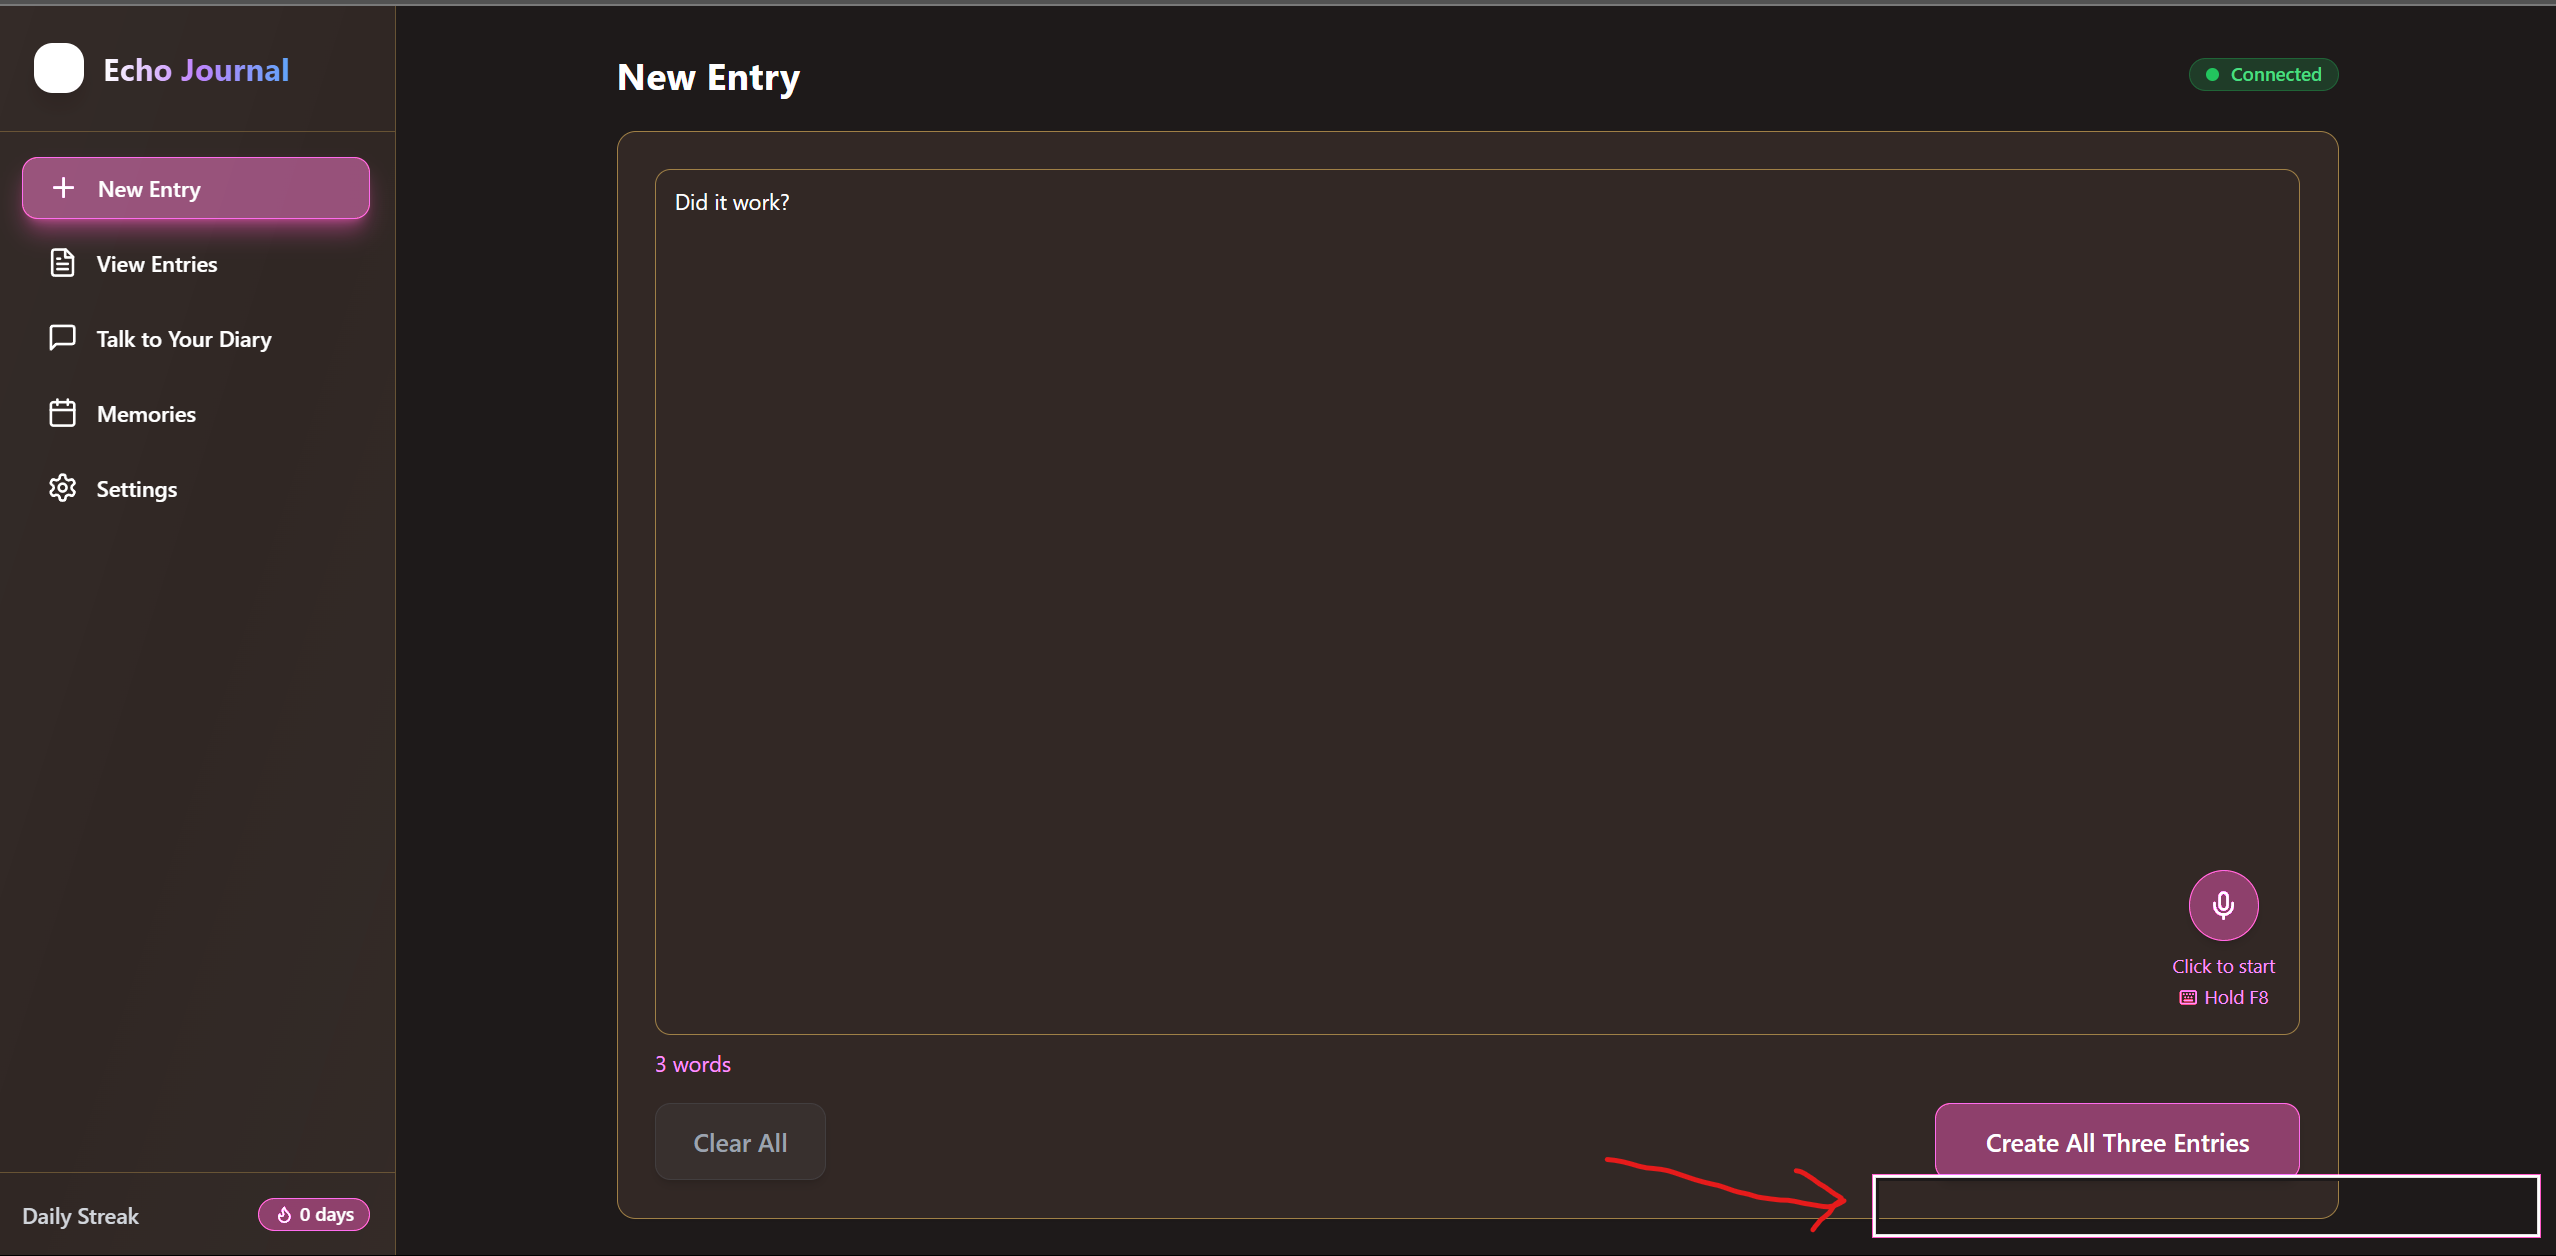 Echo Journal
New Entry
View Entries
Talk to Your Diary
Memories
Settings
Daily Streak
0 days
New Entry
Connected
Did it work?
Click to start
Hold F8
3 words
Clear All
Create All Three Entries